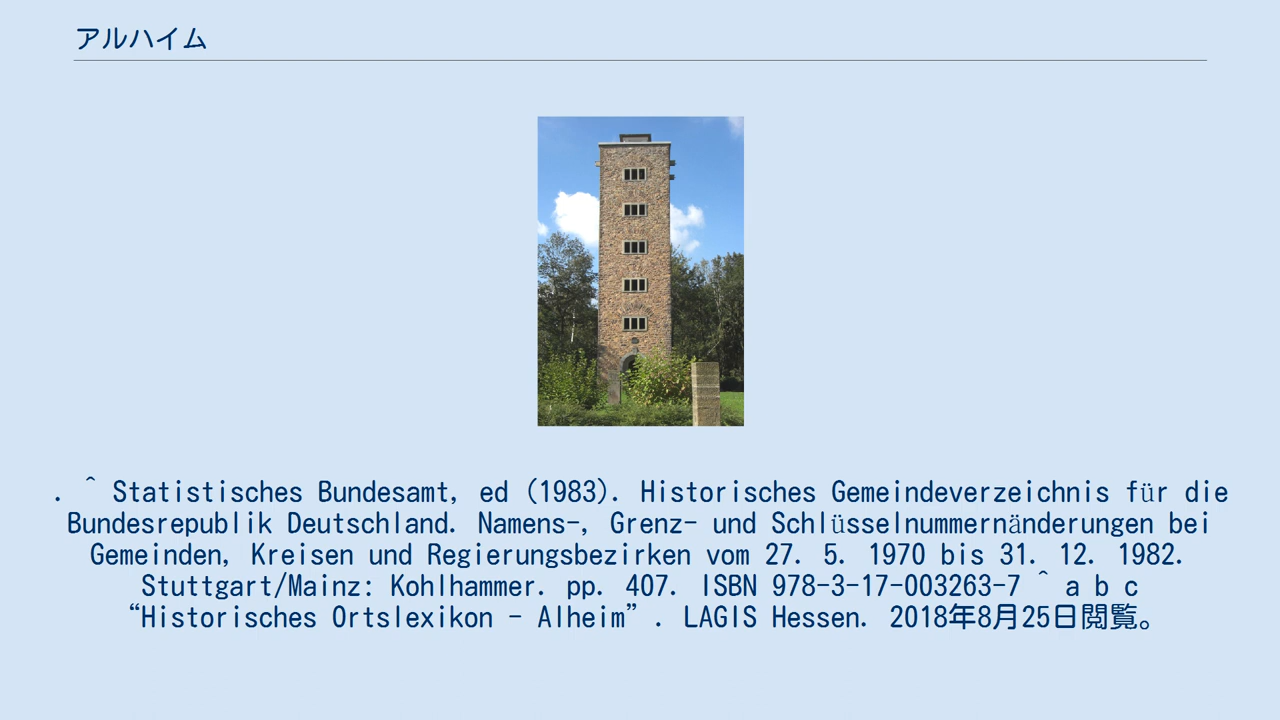 アルハイム
. ^ Statistisches Bundesamt, ed (1983). Historisches Gemeindeverzeichnis für die
Bundesrepublik Deutschland. Namens-, Grenz- und Schlüsselnummernänderungen bei
Gemeinden, Kreisen und Regierungsbezirken vom 27. 5. 1970 bis 31. 12. 1982.
Stuttgart/Mainz: Kohlhammer. pp. 407. ISBN 978-3-17-003263-7 ^ a b c
“Historisches Ortslexikon - Alheim”. LAGIS Hessen. 2018年8月25日閲覧。